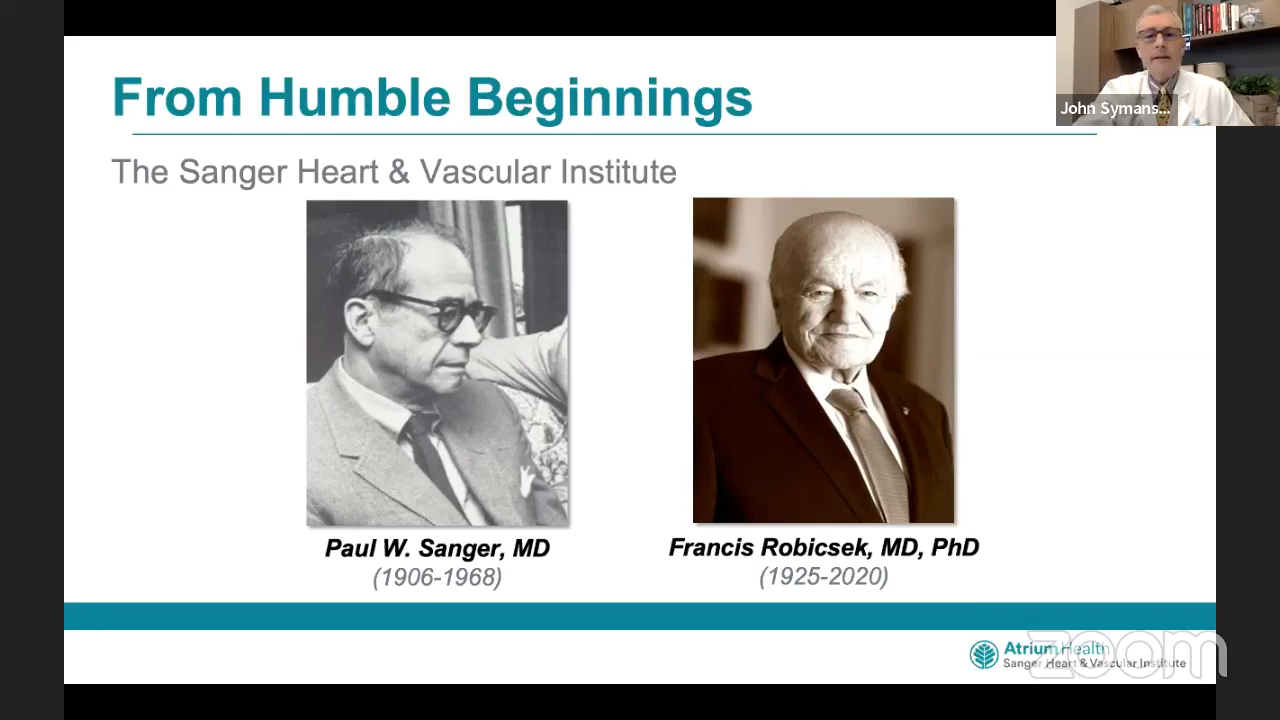 From Humble Beginnings
John Symans...
The Sanger Heart & Vascular Institute
Paul W. Sanger, MD
(1906-1968)
Francis Robicsek, MD, PhD
(1925-2020)
Atrium Health
Sanger Heart & Vascular Institute
zoom